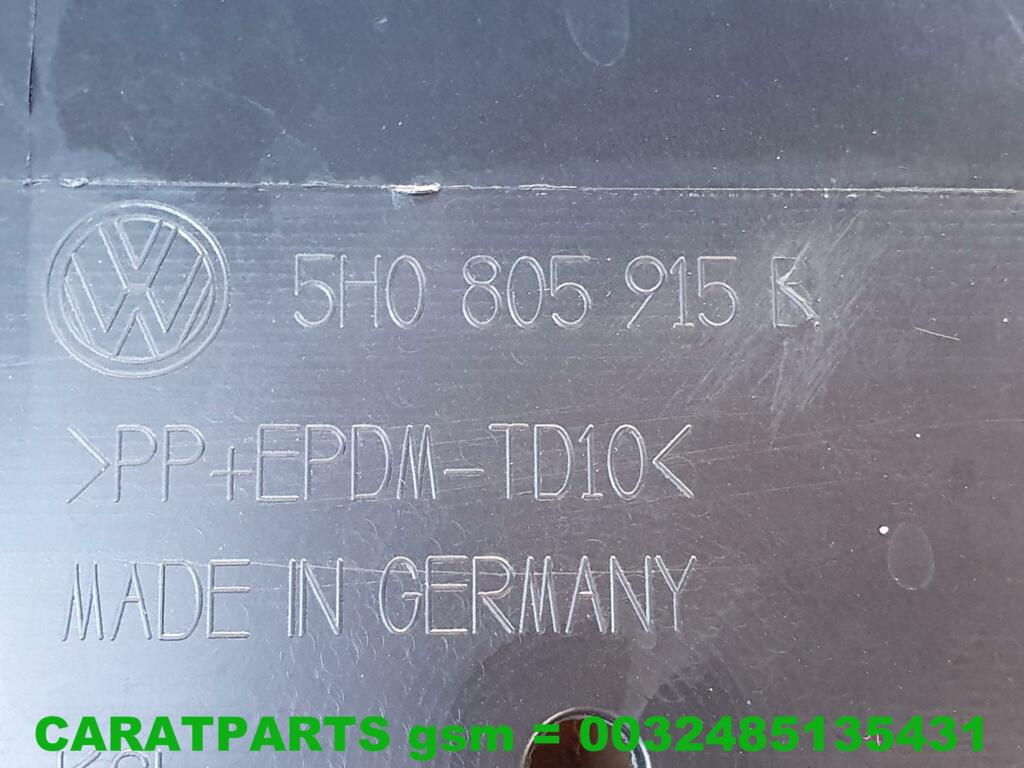 5H0 805 915
>PP+EPDM-TD10<
MADE IN GERMANY
CARATPARTS gsm = 0032485135431